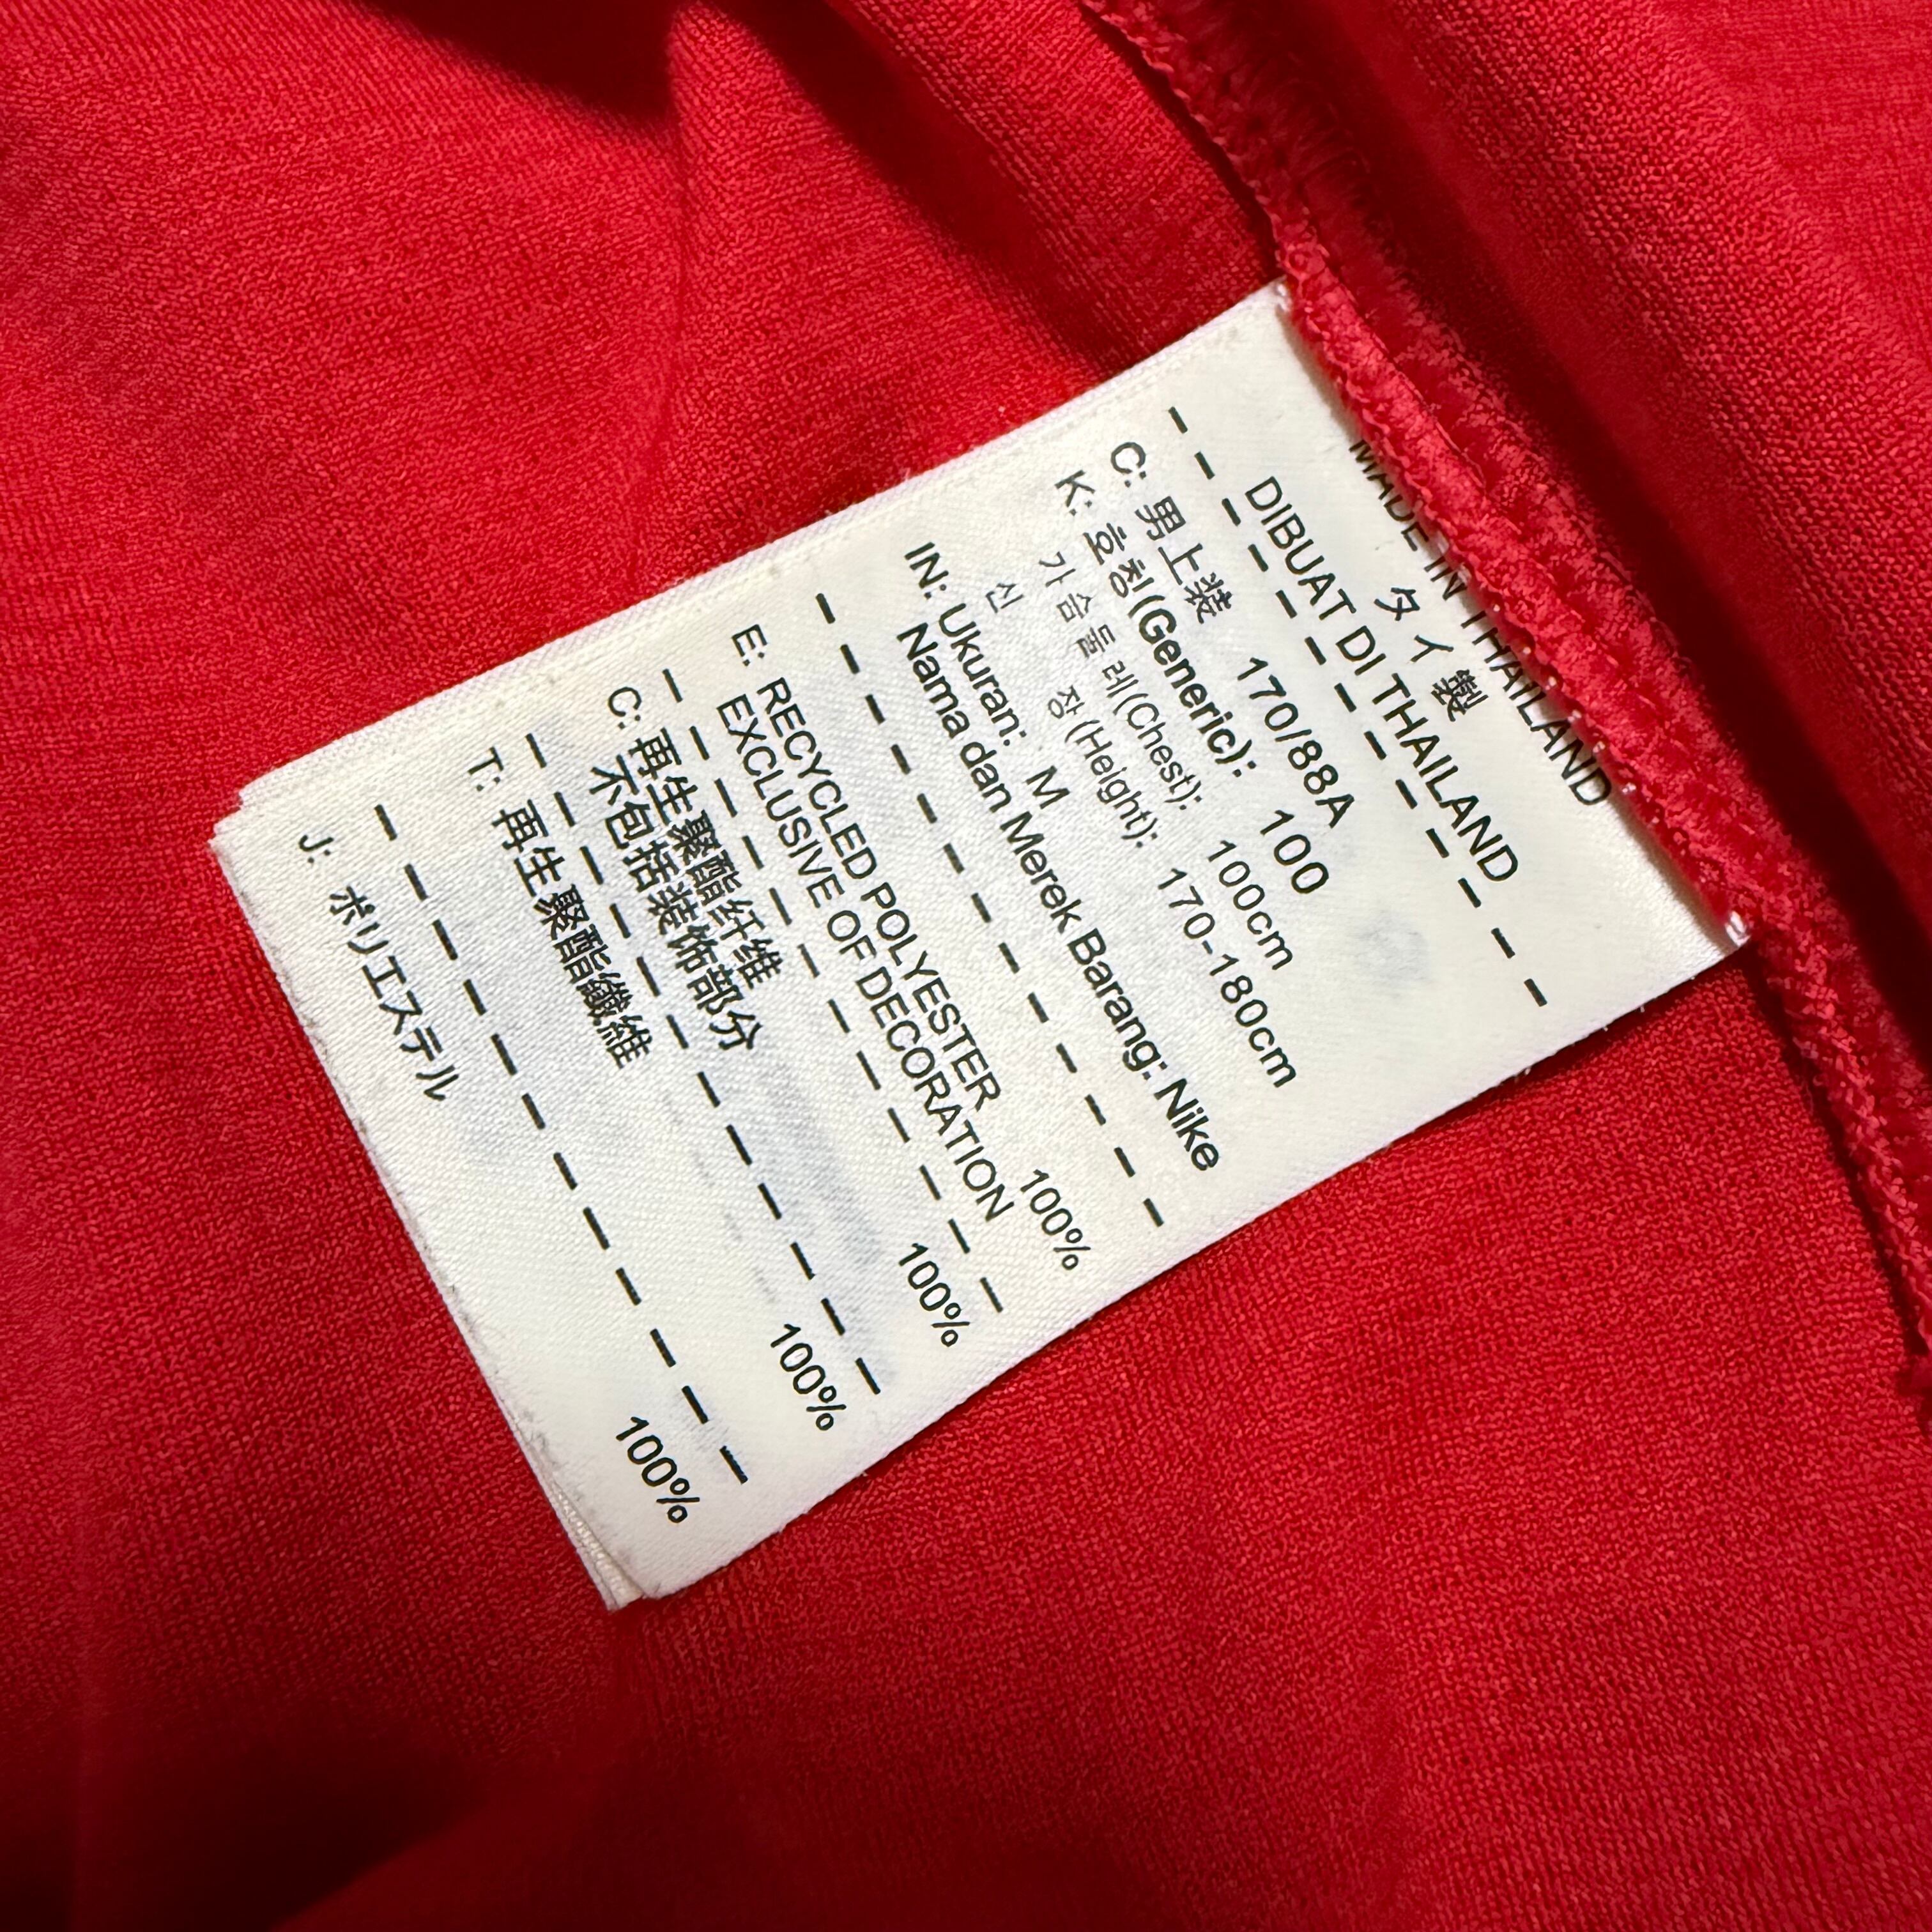 MADE IN THAILAND
タイ製
DIBUAT DI THAILAND
C: 男上装 170/88A
K: 호칭(Generic): 100
가슴둘레(Chest): 100cm
신 장(Height): 170-180cm
IN: Ukuran: M
Nama dan Merek Barang: Nike
E: RECYCLED POLYESTER 100%
EXCLUSIVE OF DECORATION
C: 再生聚酯纤维 100%
不包括装饰部分
T: 再生聚酯纖維 100%
J: ポリエステル 100%